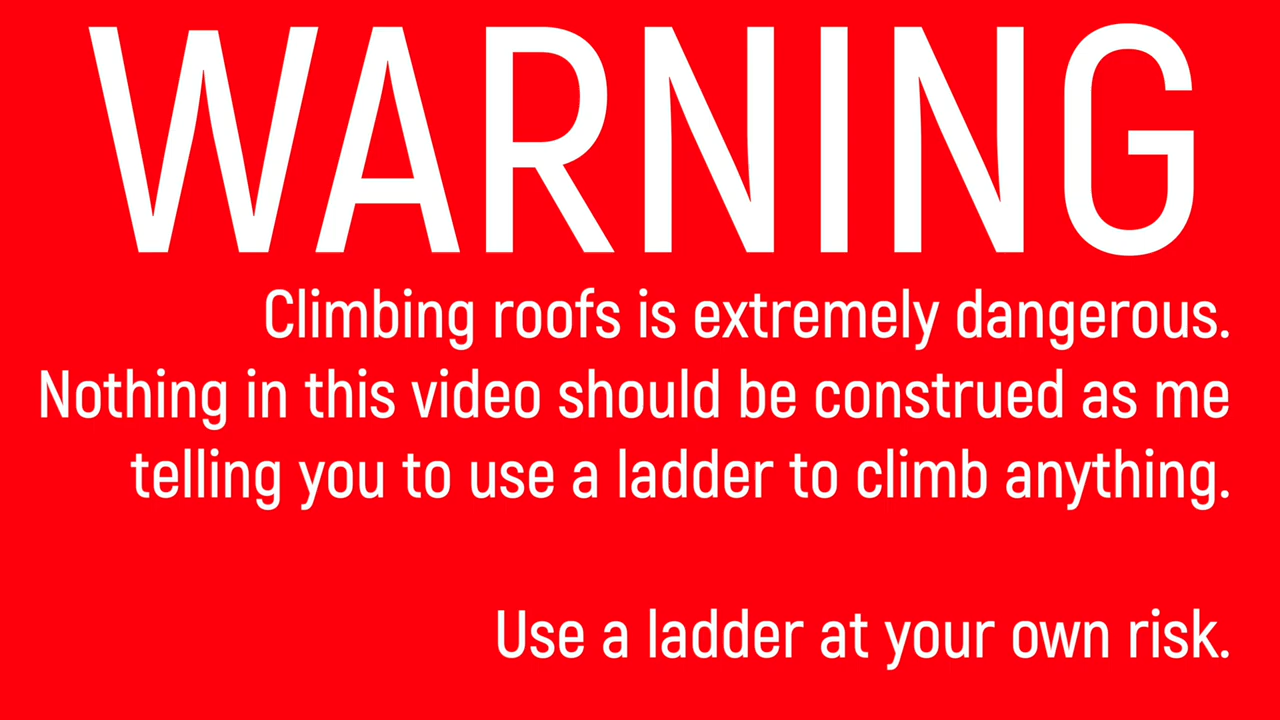 WARNING
Climbing roofs is extremely dangerous.
Nothing in this video should be construed as me
telling you to use a ladder to climb anything.
Use a ladder at your own risk.